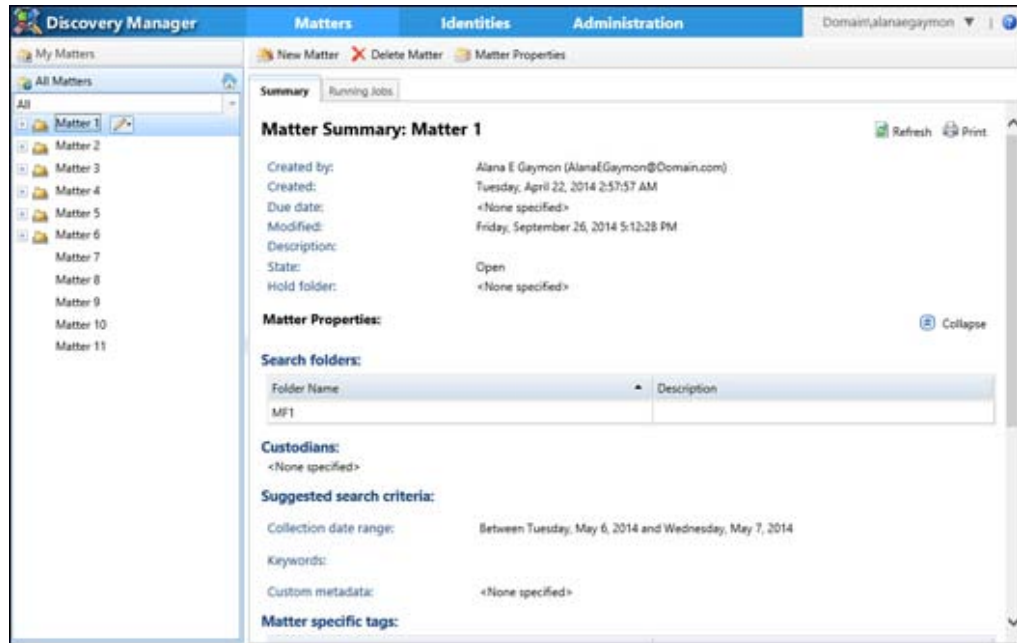 Discovery Manager
Matters Identities Administration
Domain\alanaegaymon
My Matters
New Matter Delete Matter Matter Properties
All Matters
All
Matter 1
Matter 2
Matter 3
Matter 4
Matter 5
Matter 6
Matter 7
Matter 8
Matter 9
Matter 10
Matter 11
Summary Running Jobs
Matter Summary: Matter 1
Refresh Print
Created by: Alana E Gaymon (AlanaEGaymon@Domain.com)
Created: Tuesday, April 22, 2014 2:57:57 AM
Due date: <None specified>
Modified: Friday, September 26, 2014 5:12:28 PM
Description:
State: Open
Hold folder: <None specified>
Matter Properties:
Collapse
Search folders:
Folder Name Description
MF1
Custodians:
<None specified>
Suggested search criteria:
Collection date range: Between Tuesday, May 6, 2014 and Wednesday, May 7, 2014
Keywords:
Custom metadata: <None specified>
Matter specific tags: